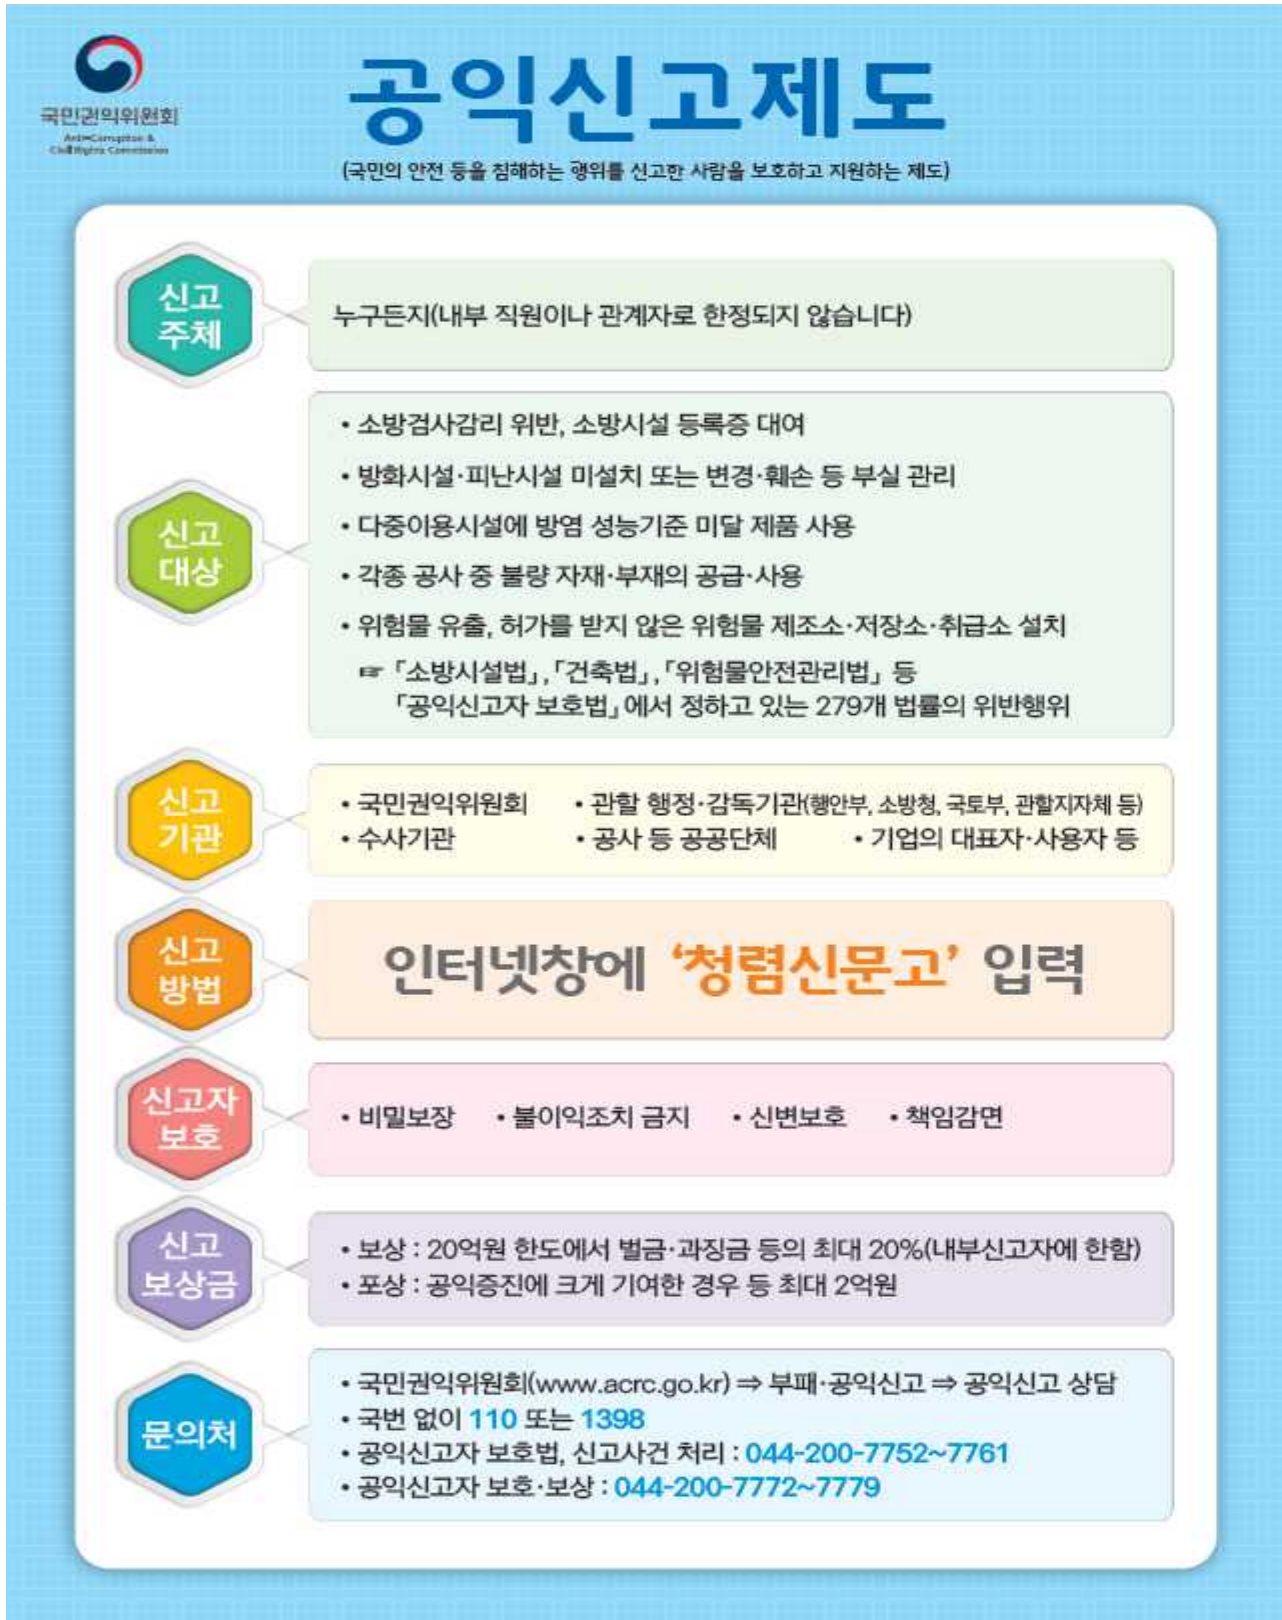 국민권익위원회
Anti-Corruption &
Civil Rights Commission
공익신고제도
(국민의 안전 등을 침해하는 행위를 신고한 사람을 보호하고 지원하는 제도)
신고
주체
누구든지(내부 직원이나 관계자로 한정되지 않습니다)
신고
대상
• 소방검사감리 위반, 소방시설 등록증 대여
• 방화시설·피난시설 미설치 또는 변경·훼손 등 부실 관리
• 다중이용시설에 방염 성능기준 미달 제품 사용
• 각종 공사 중 불량 자재·부재의 공급·사용
• 위험물 유출, 허가를 받지 않은 위험물 제조소·저장소·취급소 설치
☞ 「소방시설법」, 「건축법」, 「위험물안전관리법」 등
「공익신고자 보호법」에서 정하고 있는 279개 법률의 위반행위
신고
기관
• 국민권익위원회 • 관할 행정·감독기관(행안부, 소방청, 국토부, 관할지자체 등)
• 수사기관 • 공사 등 공공단체 • 기업의 대표자·사용자 등
신고
방법
인터넷창에 ‘청렴신문고’ 입력
신고자
보호
• 비밀보장 • 불이익조치 금지 • 신변보호 • 책임감면
신고
보상금
• 보상 : 20억원 한도에서 벌금·과징금 등의 최대 20%(내부신고자에 한함)
• 포상 : 공익증진에 크게 기여한 경우 등 최대 2억원
문의처
• 국민권익위원회(www.acrc.go.kr) ⇒ 부패·공익신고 ⇒ 공익신고 상담
• 국번 없이 110 또는 1398
• 공익신고자 보호법, 신고사건 처리 : 044-200-7752~7761
• 공익신고자 보호·보상 : 044-200-7772~7779